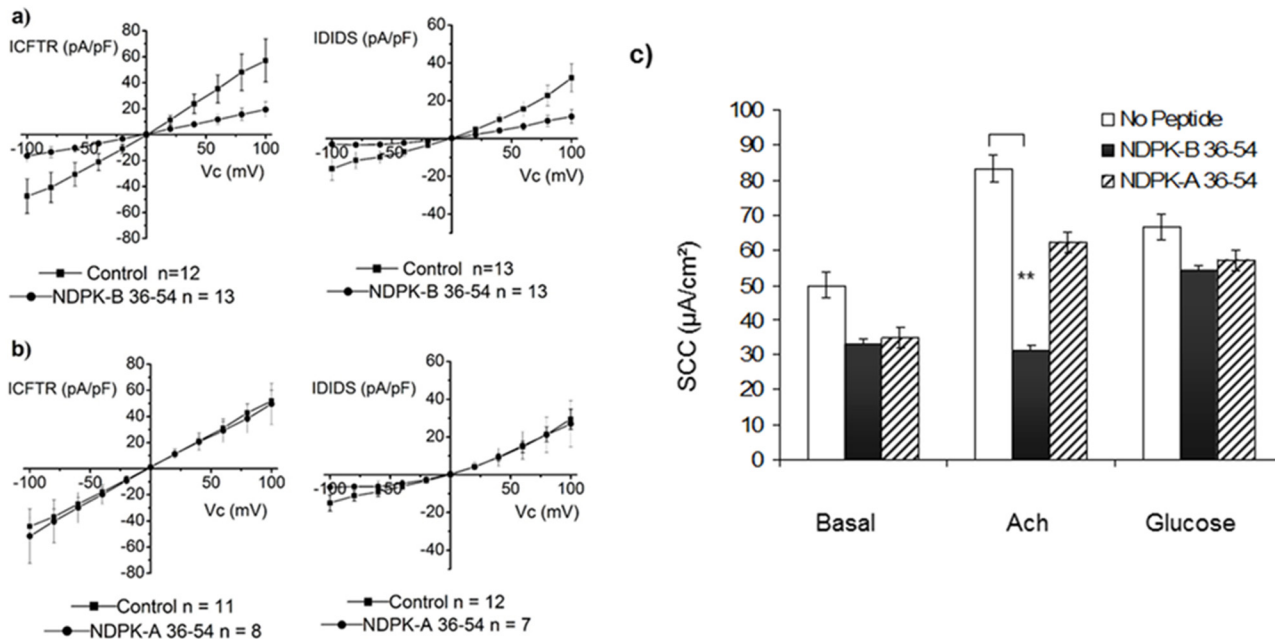 a)
ICFTR (pA/pF)
80
60
40
20
-100
-50
50
100
-20
-40
-60
-80
Vc (mV)
Control n=12
NDPK-B 36-54 n = 13
IDIDS (pA/pF)
60
40
20
-100
-50
50
100
-20
-40
Vc (mV)
Control n=13
NDPK-B 36-54 n = 13
b)
ICFTR (pA/pF)
80
60
40
20
-100
-50
50
100
-20
-40
-60
-80
Vc (mV)
Control n = 11
NDPK-A 36-54 n = 8
IDIDS (pA/pF)
60
40
20
-100
-50
50
100
-20
-40
Vc (mV)
Control n = 12
NDPK-A 36-54 n = 7
c)
SCC (µA/cm²)
100
90
80
70
60
50
40
30
20
10
0
**
No Peptide
NDPK-B 36-54
NDPK-A 36-54
Basal Ach Glucose